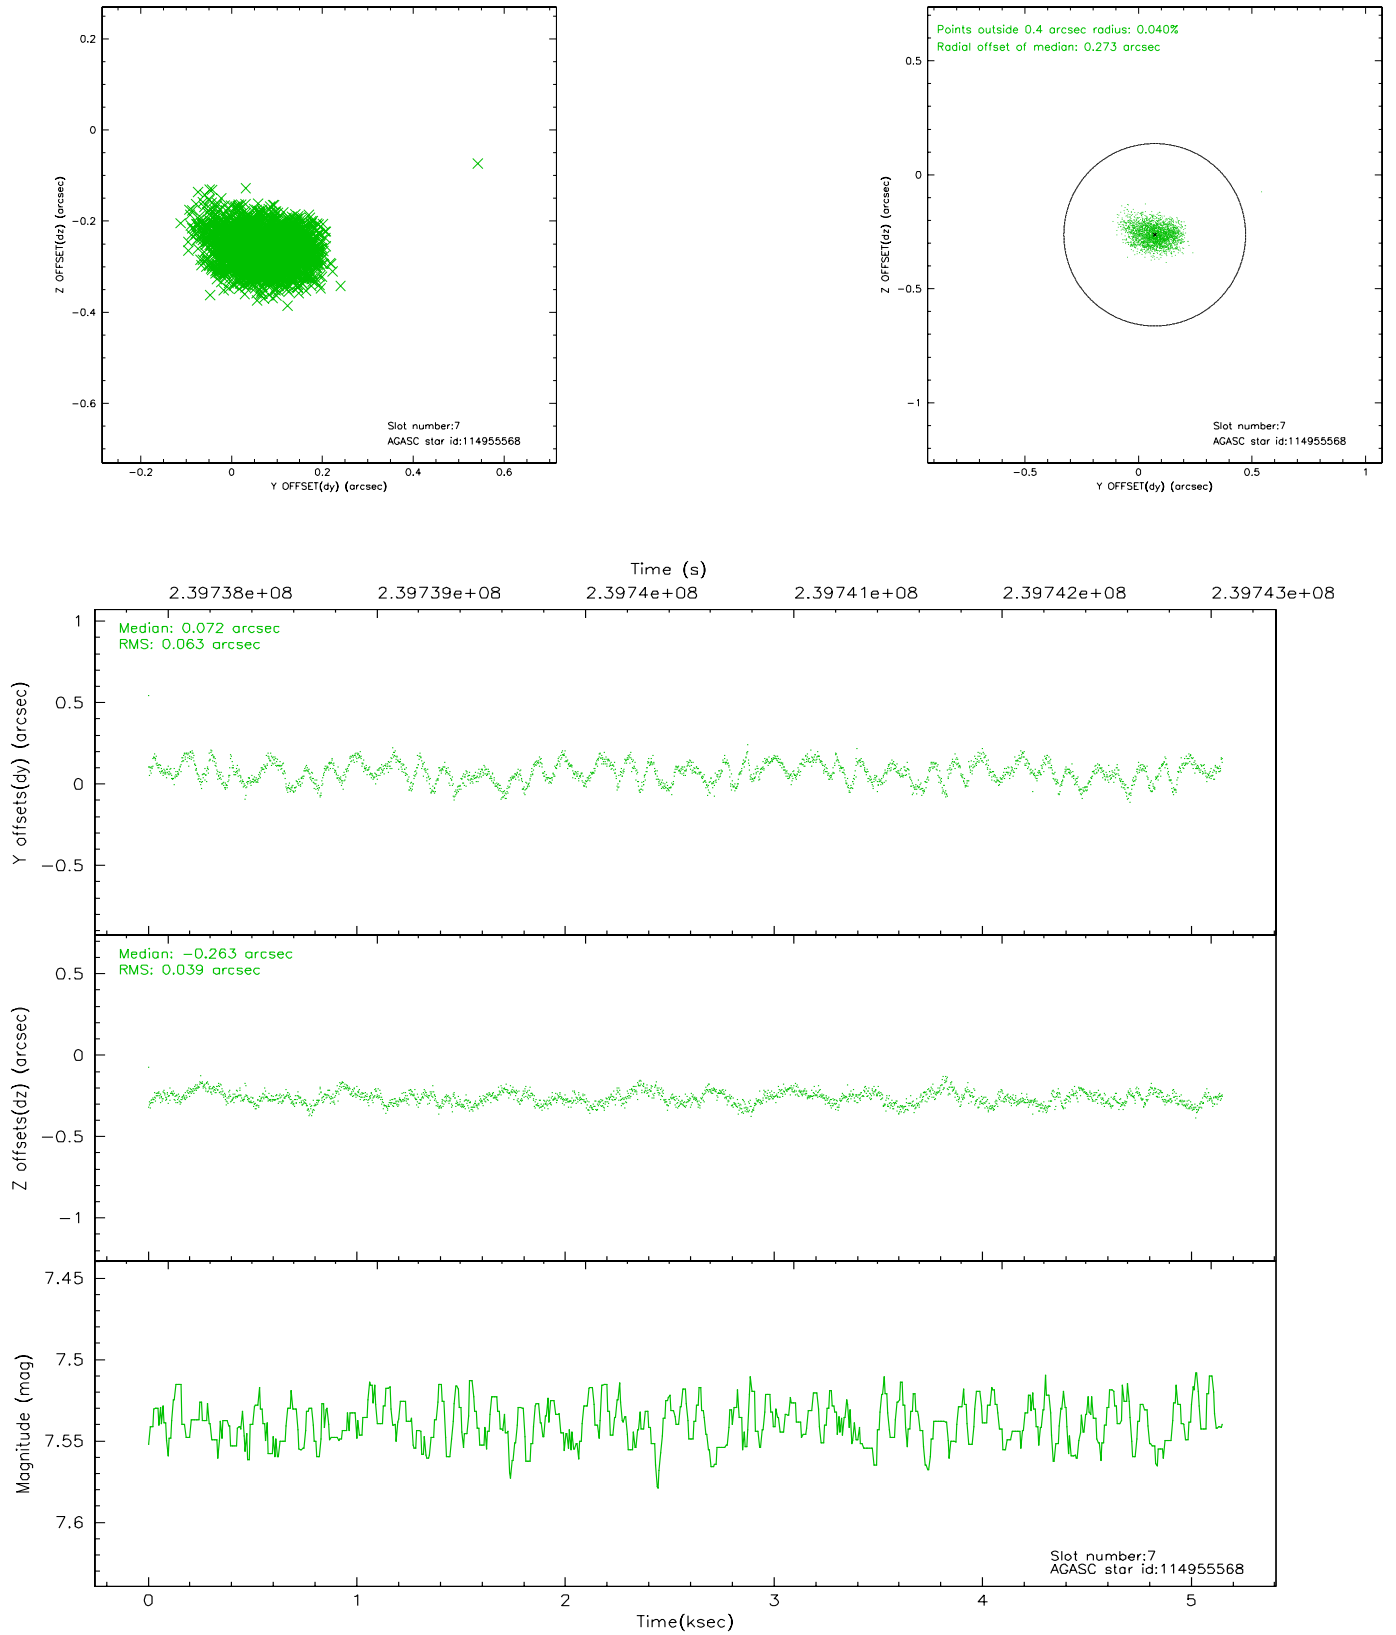 0.2
0
−0.2
−0.4
−0.6
Z OFFSET(dz) (arcsec)
Slot number:7
AGASC star id:114955568
−0.2 0 0.2 0.4 0.6
Y OFFSET(dy) (arcsec)
Points outside 0.4 arcsec radius: 0.040%
Radial offset of median: 0.273 arcsec
0.5
0
−0.5
−1
Z OFFSET(dz) (arcsec)
Slot number:7
AGASC star id:114955568
−0.5 0 0.5 1
Y OFFSET(dy) (arcsec)
Time (s)
2.39738e+08 2.39739e+08 2.3974e+08 2.39741e+08 2.39742e+08 2.39743e+08
Median: 0.072 arcsec
RMS: 0.063 arcsec
1
0.5
0
−0.5
Y offsets(dy) (arcsec)
Median: −0.263 arcsec
RMS: 0.039 arcsec
0.5
0
−0.5
−1
Z offsets(dz) (arcsec)
7.45
7.5
7.55
7.6
Magnitude (mag)
Slot number:7
AGASC star id:114955568
0 1 2 3 4 5
Time(ksec)